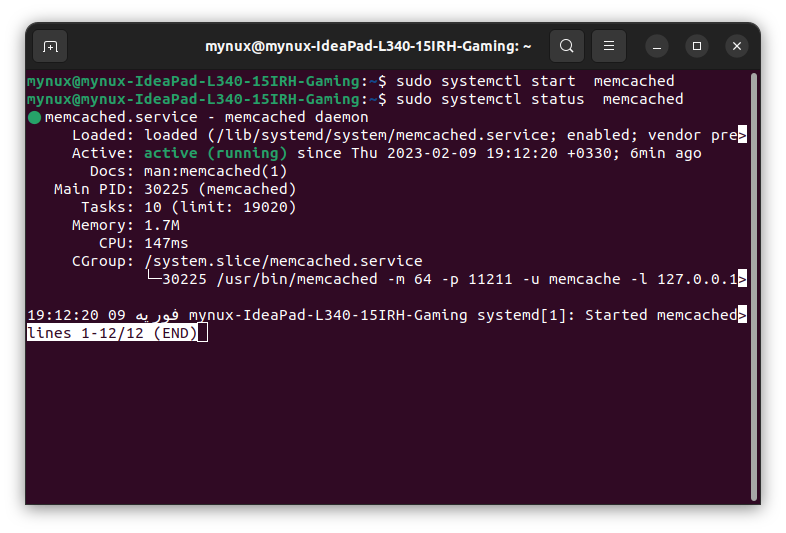 mynux@mynux-IdeaPad-L340-15IRH-Gaming: ~
mynux@mynux-IdeaPad-L340-15IRH-Gaming:~$ sudo systemctl start  memcached
mynux@mynux-IdeaPad-L340-15IRH-Gaming:~$ sudo systemctl status  memcached
● memcached.service - memcached daemon
     Loaded: loaded (/lib/systemd/system/memcached.service; enabled; vendor pre>
     Active: active (running) since Thu 2023-02-09 19:12:20 +0330; 6min ago
       Docs: man:memcached(1)
   Main PID: 30225 (memcached)
      Tasks: 10 (limit: 19020)
     Memory: 1.7M
        CPU: 147ms
     CGroup: /system.slice/memcached.service
             └─30225 /usr/bin/memcached -m 64 -p 11211 -u memcache -l 127.0.0.1>
19:12:20 09 فوریه mynux-IdeaPad-L340-15IRH-Gaming systemd[1]: Started memcached>
lines 1-12/12 (END)